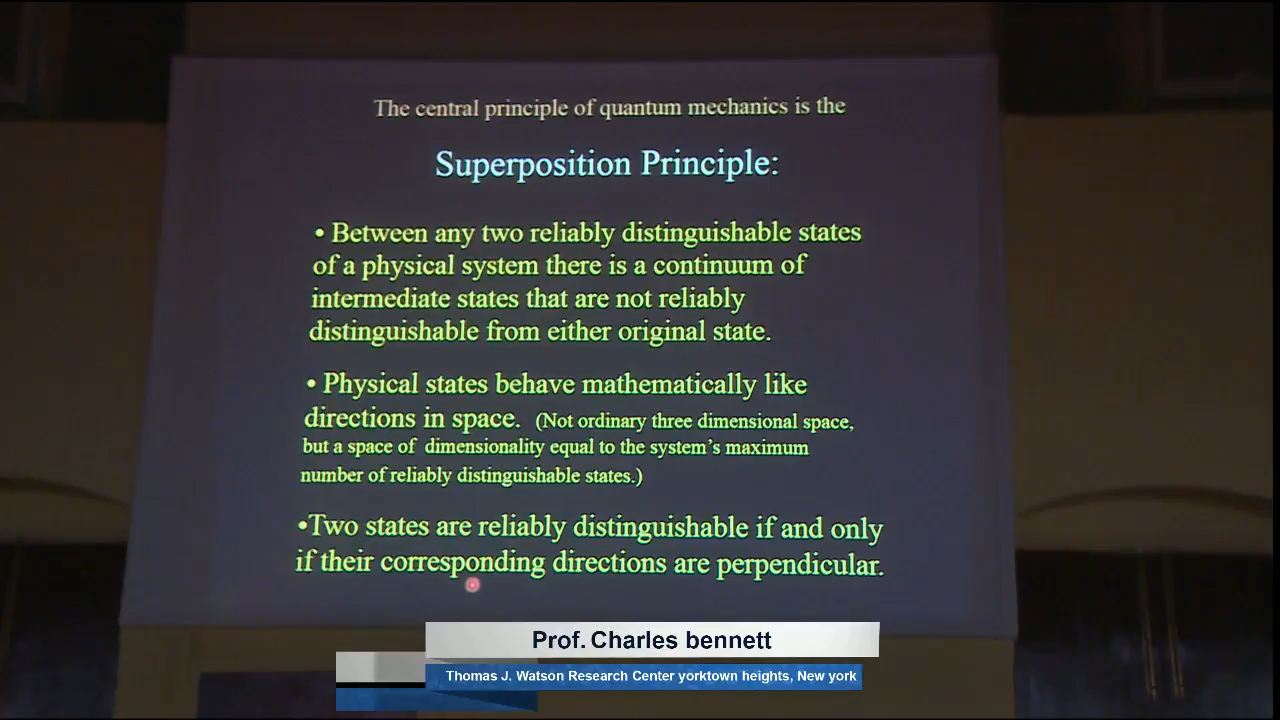 The central principle of quantum mechanics is the
Superposition Principle:
• Between any two reliably distinguishable states
of a physical system there is a continuum of
intermediate states that are not reliably
distinguishable from either original state.
• Physical states behave mathematically like
directions in space. (Not ordinary three dimensional space,
but a space of dimensionality equal to the system's maximum
number of reliably distinguishable states.)
•Two states are reliably distinguishable if and only
if their corresponding directions are perpendicular.
Prof. Charles bennett
Thomas J. Watson Research Center yorktown heights, New york